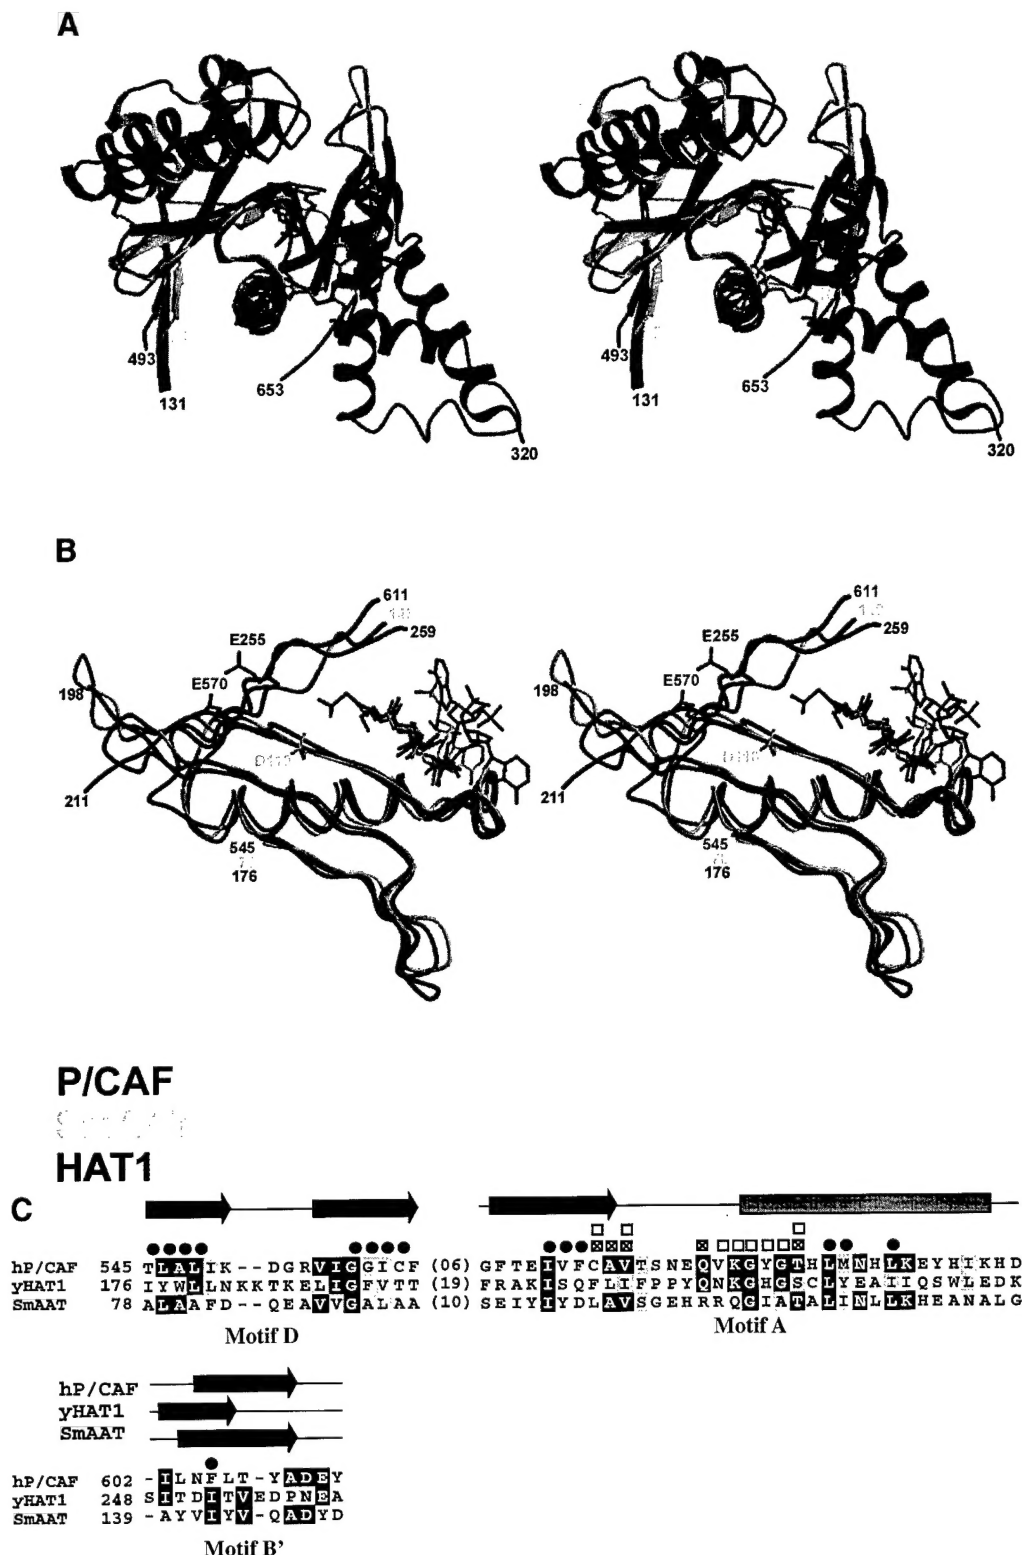 A
493
131
653
320
493
131
653
320
B
611
259
E255
E570
198
211
545
176
611
259
E255
E570
198
211
545
176
P/CAF
HAT1
C
hP/CAF 545 TLALIK--DGRVIGGICF (06) GFTEIVFCAVTSNEQVKGYGTHLMNHLKEYHIKHD
yHAT1 176 IYWLLNKKTKELIGFVTT (19) FRAKISQFLIFPPYQNKGHGSCLYEAIIQSWLEDK
SmAAT 78 ALAAFD--QEAVVGALAA (10) SEIYIYDLAVSGEHRRQGIATALINLLKHEANALG
Motif D
Motif A
hP/CAF
yHAT1
SmAAT
hP/CAF 602 -ILNFLT-YADEY
yHAT1 248 SITDITVEDPNEA
SmAAT 139 -AYVIYV-QADYD
Motif B’